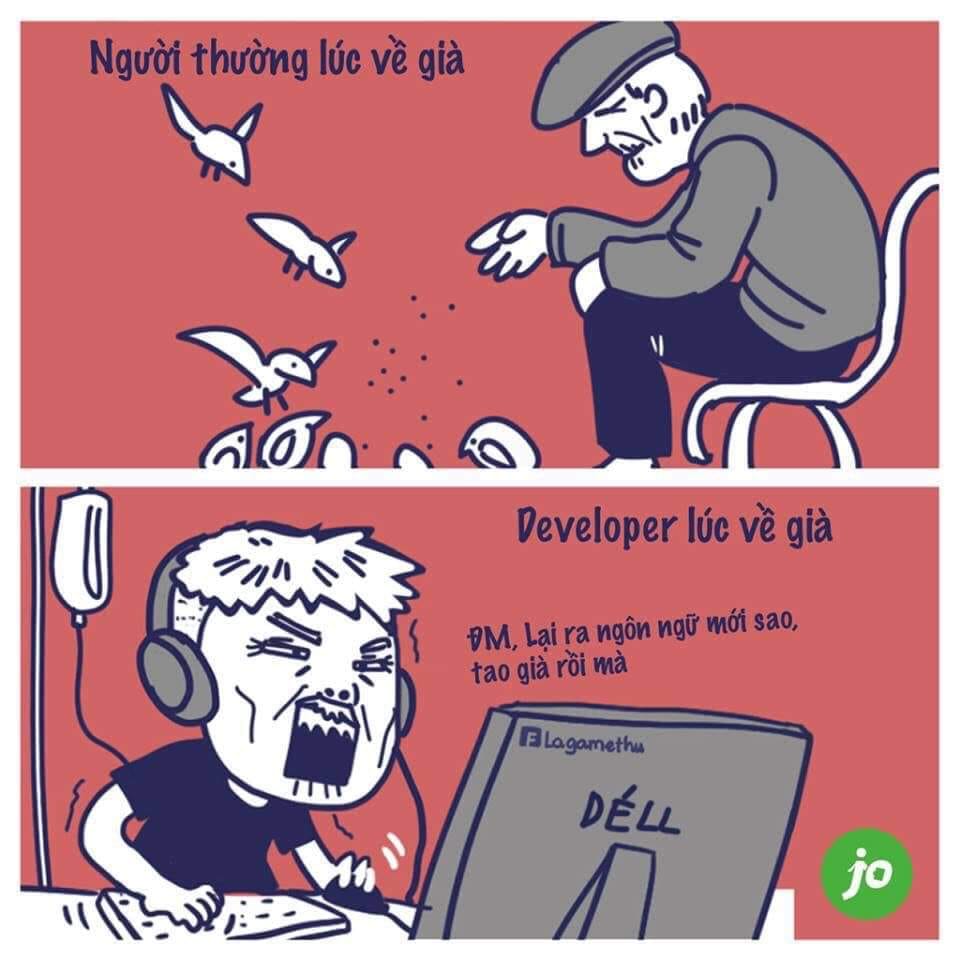 Người thường lúc về già
Developer lúc về già
ĐM, Lại ra ngôn ngữ mới sao,
tao già rồi mà
Lagamethu
DÉLL
jo